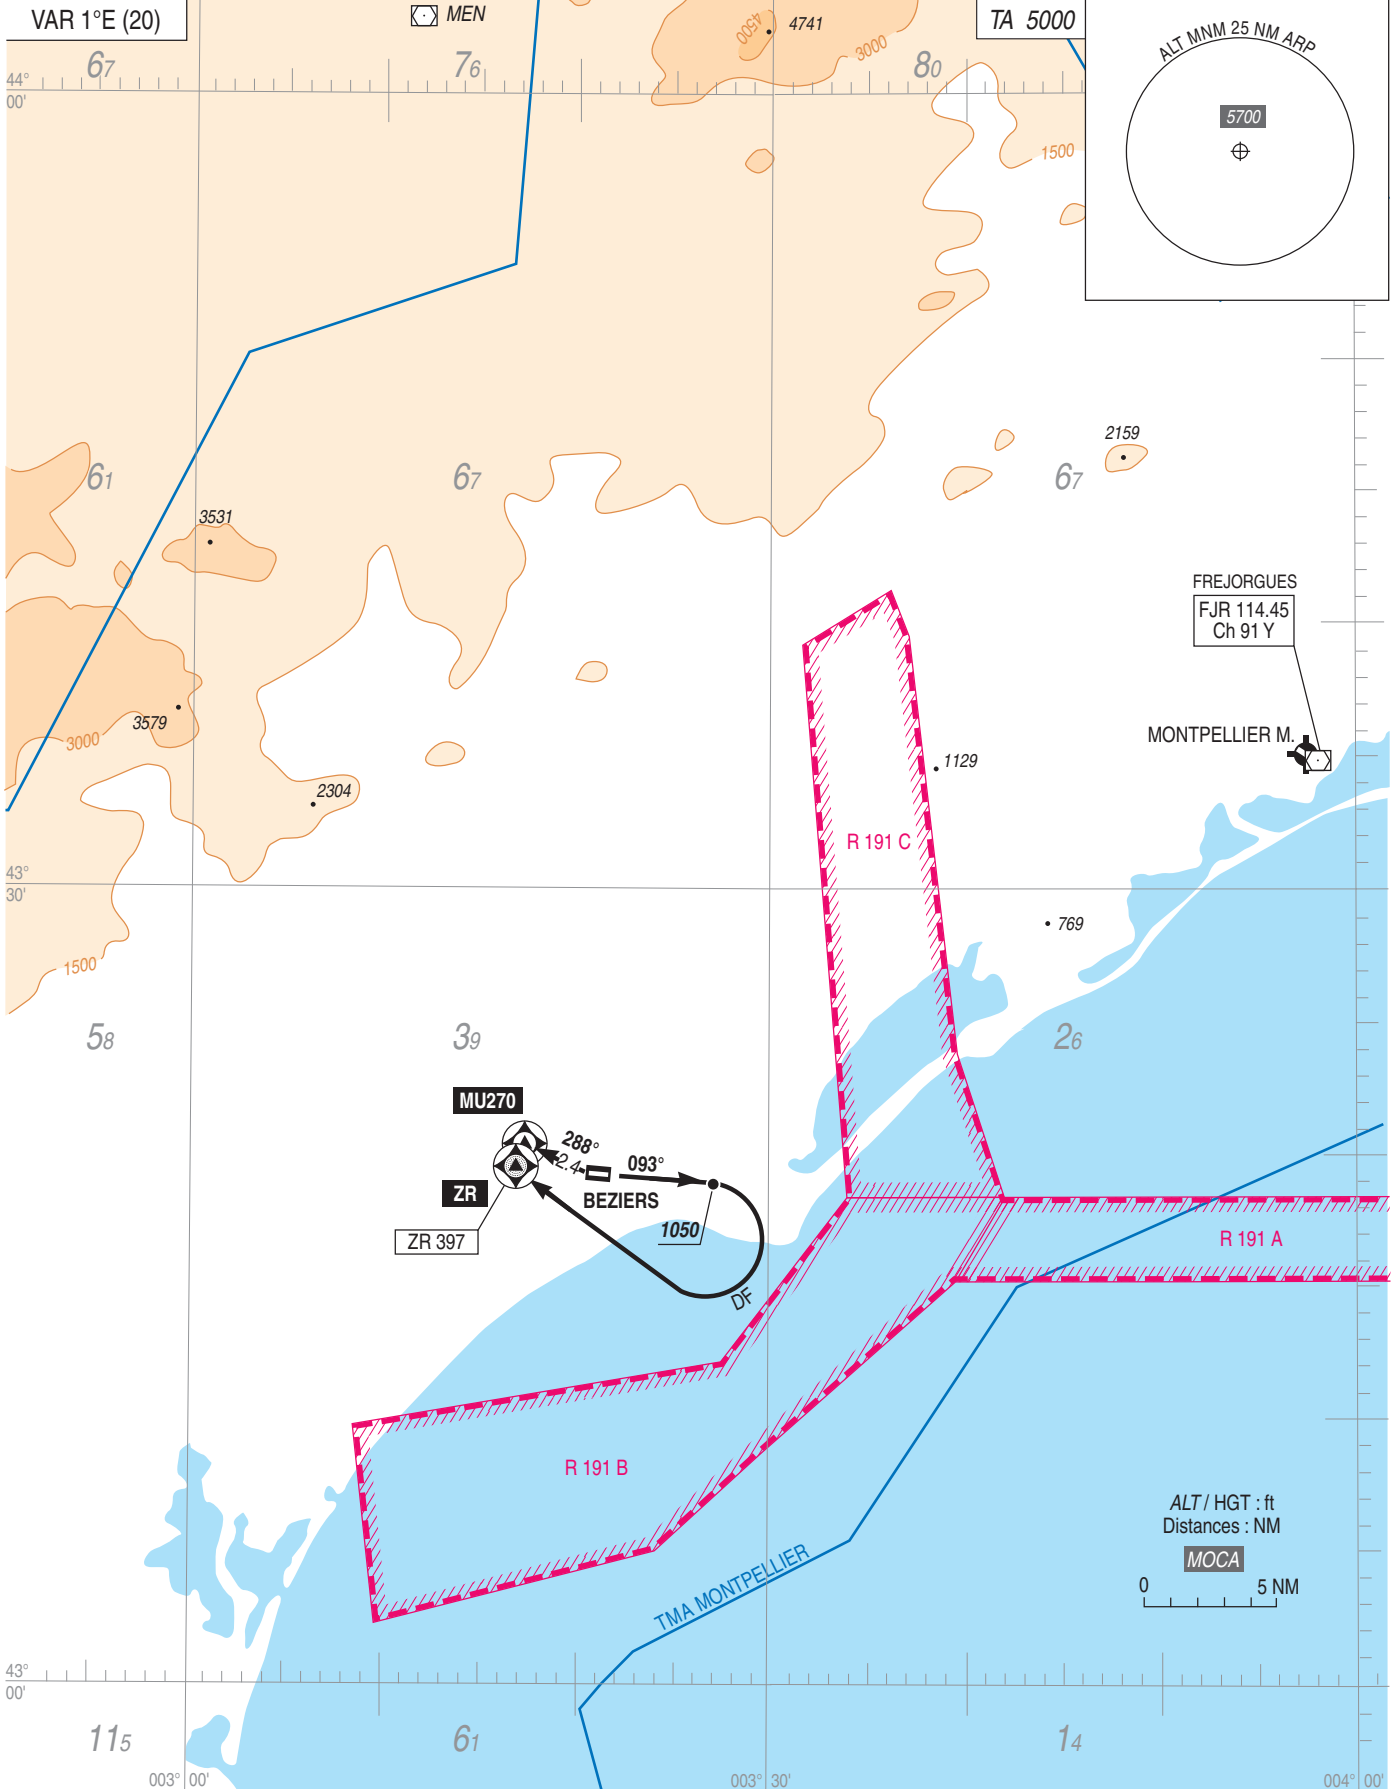 VAR 1°E (20)
MEN
4500
4741
3000
TA 5000
ALT MNM 25 NM ARP
5700
67
76
80
44°
00'
1500
2159
61
67
67
3531
FREJORGUES
FJR 114.45
Ch 91 Y
3579
3000
MONTPELLIER M.
1129
2304
R 191 C
43°
30'
769
1500
58
39
26
MU270
288°
2.4
093°
ZR
BEZIERS
1050
ZR 397
R 191 A
DF
R 191 B
ALT / HGT : ft
Distances : NM
MOCA
0 5 NM
TMA MONTPELLIER
43°
00'
115
61
14
003° 00'
003° 30'
004° 00'